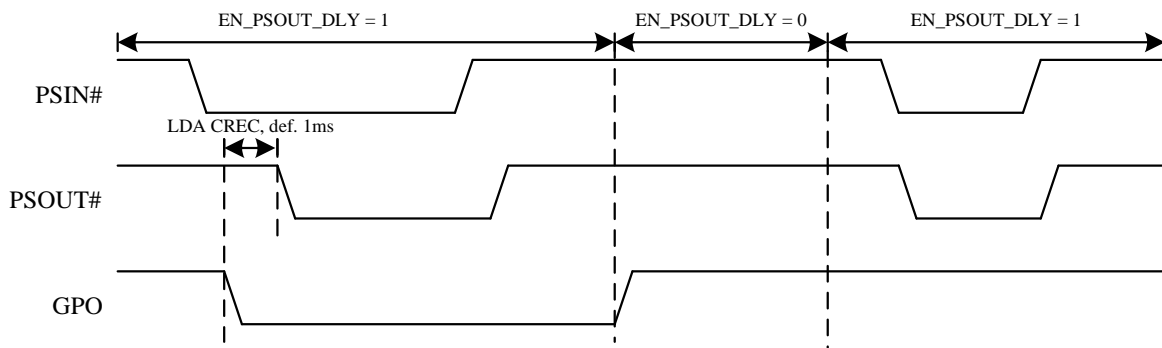 EN_PSOUT_DLY = 1
EN_PSOUT_DLY = 0
EN_PSOUT_DLY = 1
PSIN#
LDA CREC, def. 1ms
PSOUT#
GPO